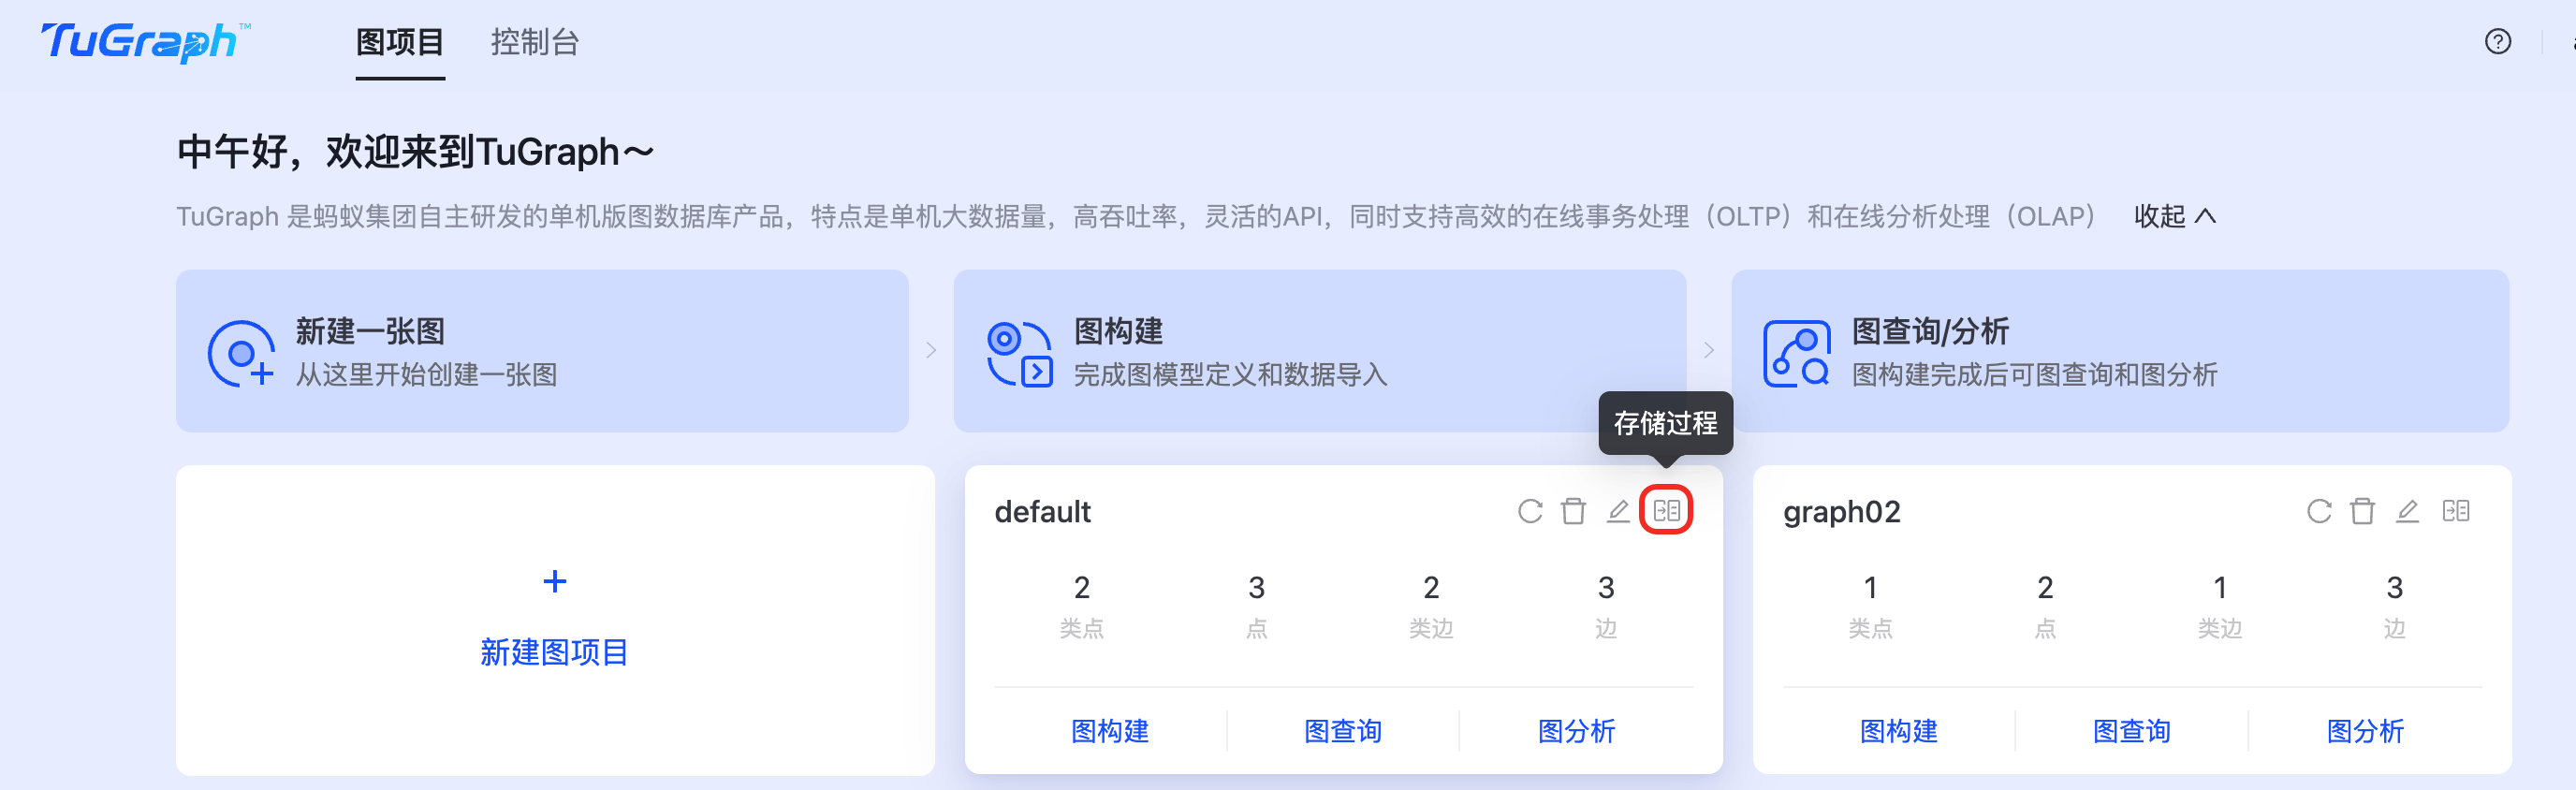 TuGraph™ 图项目 控制台
中午好，欢迎来到TuGraph～
TuGraph 是蚂蚁集团自主研发的单机版图数据库产品，特点是单机大数据量，高吞吐率，灵活的API，同时支持高效的在线事务处理（OLTP）和在线分析处理（OLAP） 收起
新建一张图
从这里开始创建一张图
图构建
完成图模型定义和数据导入
图查询/分析
图构建完成后可图查询和图分析
存储过程
新建图项目
default
2 3 2 3
类点 点 类边 边
图构建 图查询 图分析
graph02
1 2 1 3
类点 点 类边 边
图构建 图查询 图分析